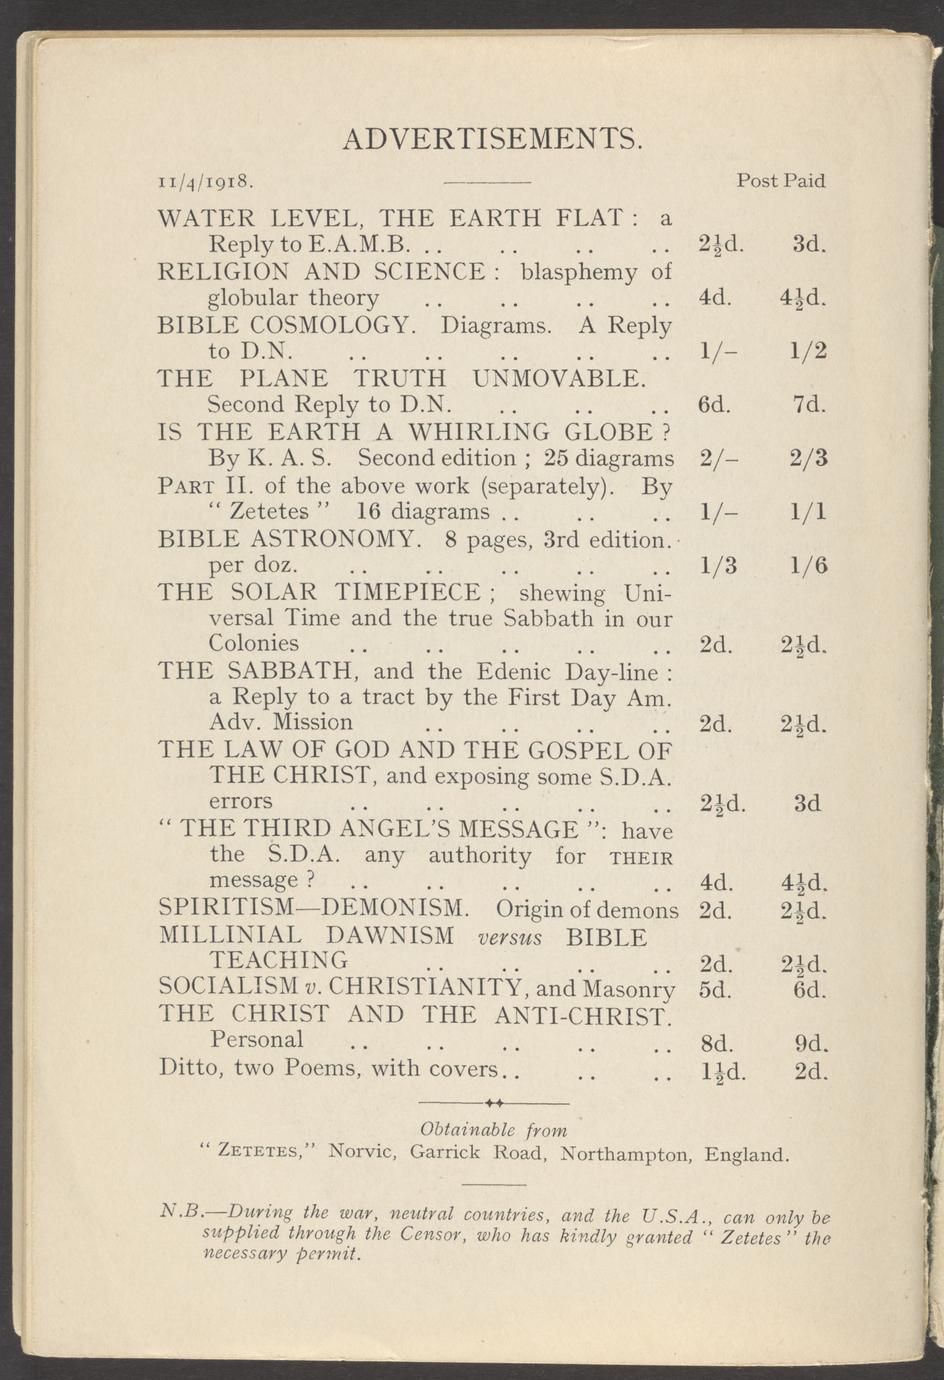 ADVERTISEMENTS.
11/4/1918. Post Paid
WATER LEVEL, THE EARTH FLAT : a
Reply to E.A.M.B. .. .. .. .. 2½d. 3d.
RELIGION AND SCIENCE : blasphemy of
globular theory .. .. .. .. 4d. 4½d.
BIBLE COSMOLOGY. Diagrams. A Reply
to D.N. .. .. .. .. .. 1/– 1/2
THE PLANE TRUTH UNMOVABLE.
Second Reply to D.N. .. .. .. 6d. 7d.
IS THE EARTH A WHIRLING GLOBE ?
By K. A. S. Second edition ; 25 diagrams 2/– 2/3
PART II. of the above work (separately). By
“ Zetetes ” 16 diagrams .. .. .. 1/– 1/1
BIBLE ASTRONOMY. 8 pages, 3rd edition.
per doz. .. .. .. .. .. 1/3 1/6
THE SOLAR TIMEPIECE ; shewing Uni-
versal Time and the true Sabbath in our
Colonies .. .. .. .. .. 2d. 2½d.
THE SABBATH, and the Edenic Day-line :
a Reply to a tract by the First Day Am.
Adv. Mission .. .. .. .. 2d. 2½d.
THE LAW OF GOD AND THE GOSPEL OF
THE CHRIST, and exposing some S.D.A.
errors .. .. .. .. .. 2½d. 3d
“ THE THIRD ANGEL’S MESSAGE ”: have
the S.D.A. any authority for THEIR
message ? .. .. .. .. .. 4d. 4½d.
SPIRITISM—DEMONISM. Origin of demons 2d. 2½d.
MILLINIAL DAWNISM versus BIBLE
TEACHING .. .. .. .. 2d. 2½d.
SOCIALISM v. CHRISTIANITY, and Masonry 5d. 6d.
THE CHRIST AND THE ANTI-CHRIST.
Personal .. .. .. .. .. 8d. 9d.
Ditto, two Poems, with covers.. .. .. 1½d. 2d.
Obtainable from
“ ZETETES,” Norvic, Garrick Road, Northampton, England.
N.B.—During the war, neutral countries, and the U.S.A., can only be
supplied through the Censor, who has kindly granted “ Zetetes ” the
necessary permit.